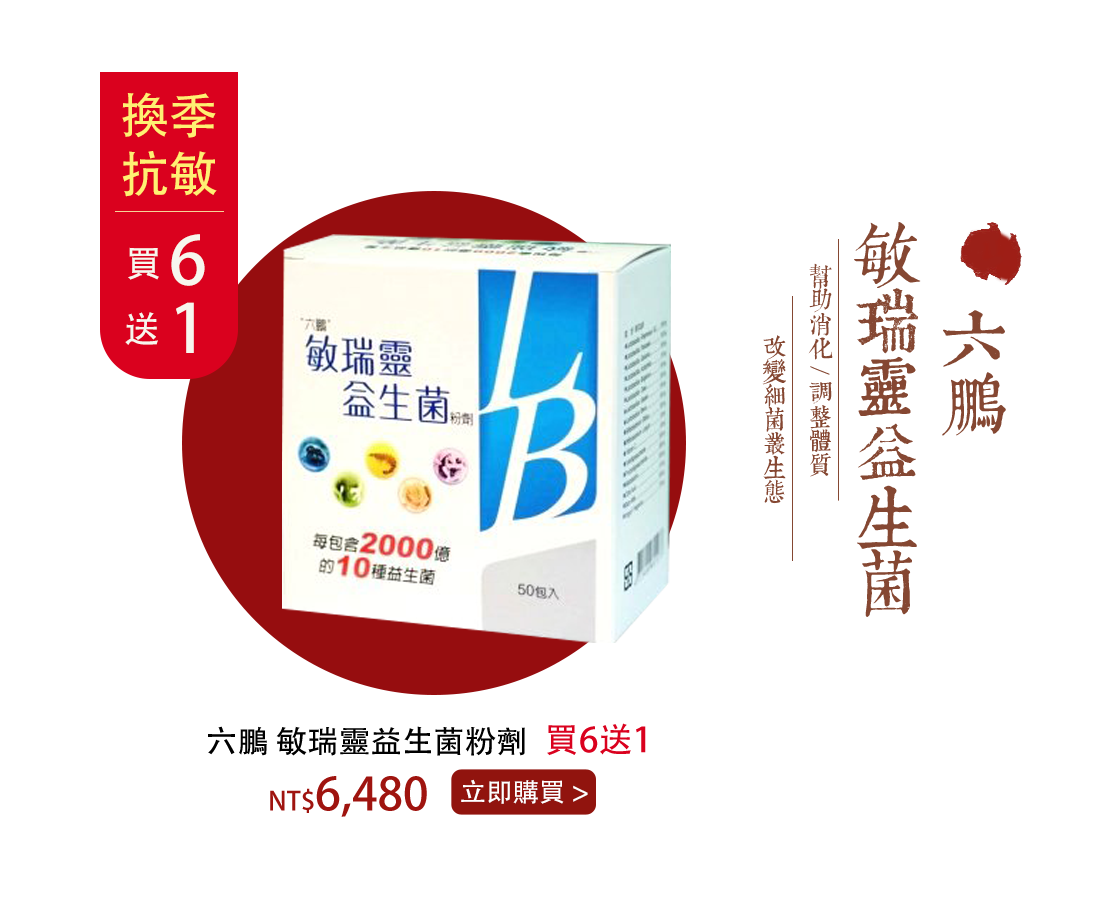 換季
抗敏
買6
送1
六鵬
敏瑞靈益生菌
幫助消化/調整體質
改變細菌叢生態
"六鵬"
敏瑞靈
益生菌粉劑
LB
每包含2000億
的10種益生菌
50包入
六鵬 敏瑞靈益生菌粉劑 買6送1
NT$6,480 立即購買 >